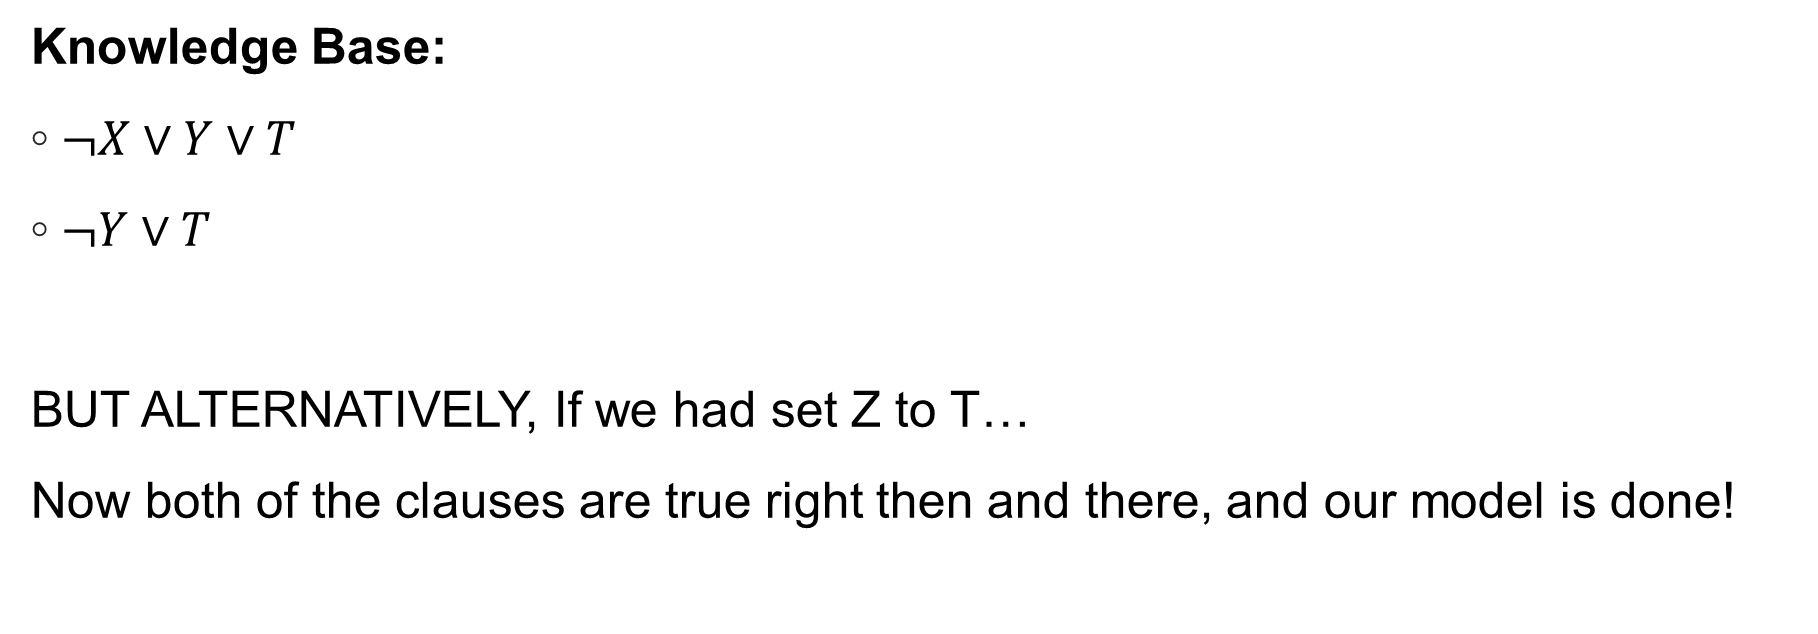 Knowledge Base:
◦ ¬X ∨ Y ∨ T
◦ ¬Y ∨ T
BUT ALTERNATIVELY, If we had set Z to T…
Now both of the clauses are true right then and there, and our model is done!